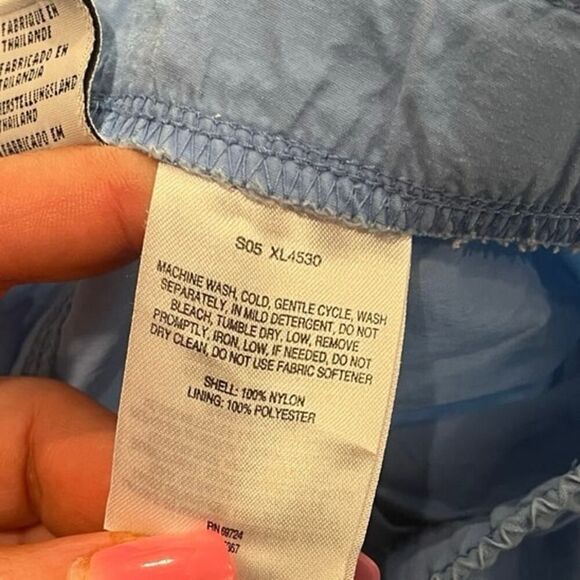 FABRIQUÉ EN
THAILANDE
FABRICADO EN
TAILANDIA
HERSTELLUNGSLAND
THAILAND
FABRICADO EM
S05 XL4530
MACHINE WASH, COLD, GENTLE CYCLE, WASH
SEPARATELY, IN MILD DETERGENT, DO NOT
BLEACH, TUMBLE DRY, LOW, REMOVE
PROMPTLY, IRON, LOW, IF NEEDED, DO NOT
DRY CLEAN, DO NOT USE FABRIC SOFTENER
SHELL: 100% NYLON
LINING: 100% POLYESTER
RN 69724